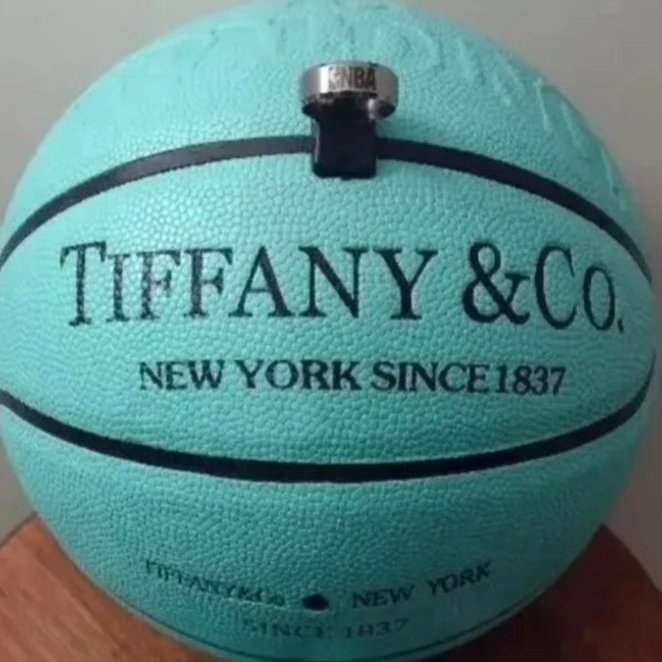 NBA
TIFFANY & CO.
NEW YORK SINCE 1837
TIFFANY & Co NEW YORK
SINCE 1837